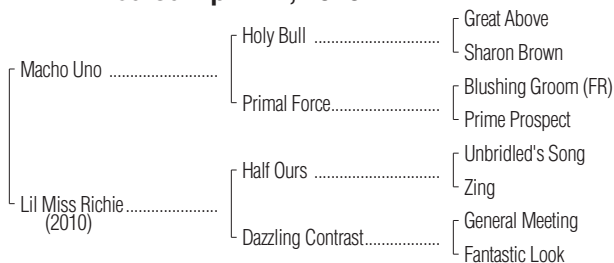 Great Above
Holy Bull ........................
Sharon Brown
Macho Uno ........................
Blushing Groom (FR)
Primal Force........................
Prime Prospect
Unbridled's Song
Half Ours ........................
Zing
Lil Miss Richie........................
(2010)
General Meeting
Dazzling Contrast........................
Fantastic Look